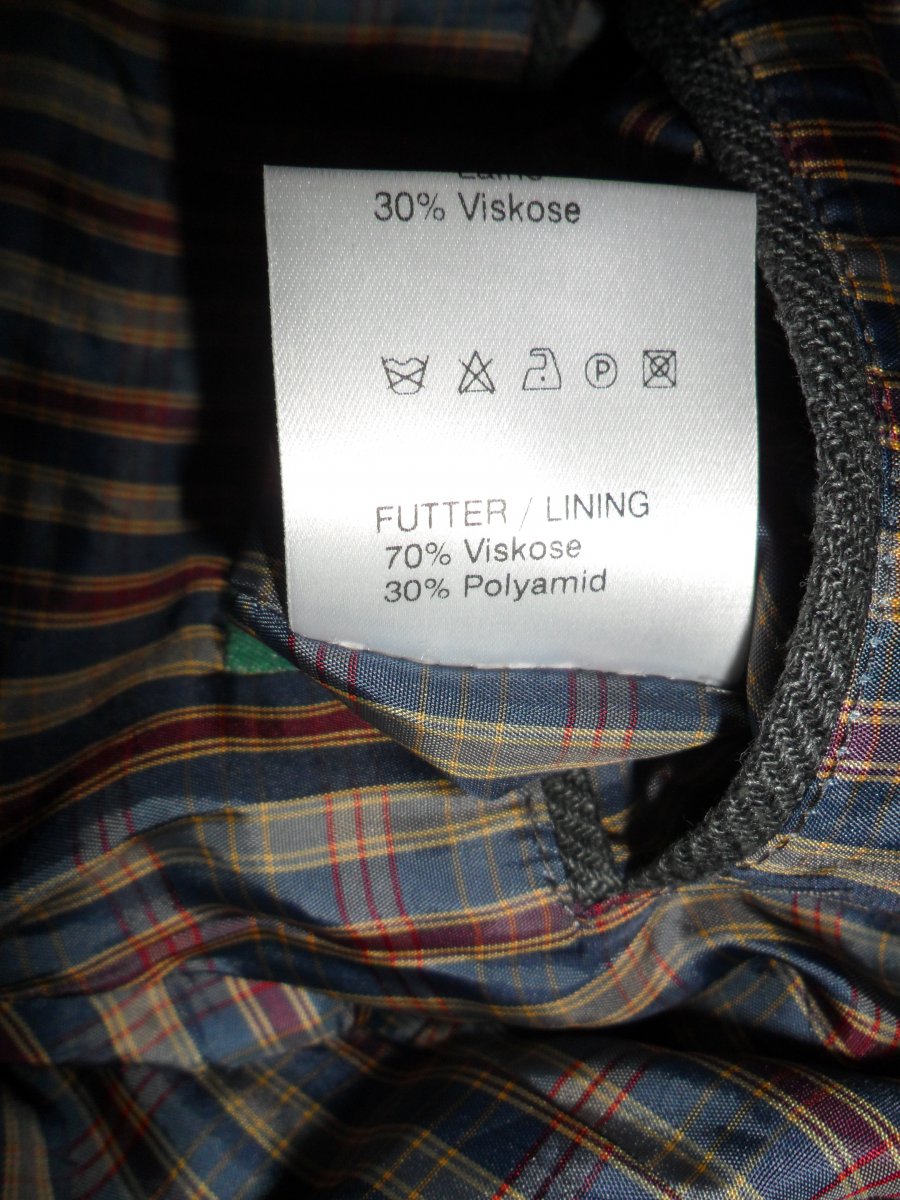 30% Viskose
P
FUTTER / LINING
70% Viskose
30% Polyamid